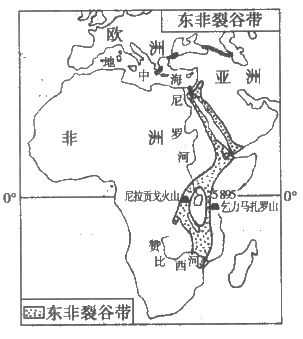 东非裂谷带
欧 洲
地 中 海
亚 洲
尼 罗 河
非 洲
0° 0°
5 895
尼拉贡戈火山
乞力马扎罗山
赞 比 西 河
东非裂谷带